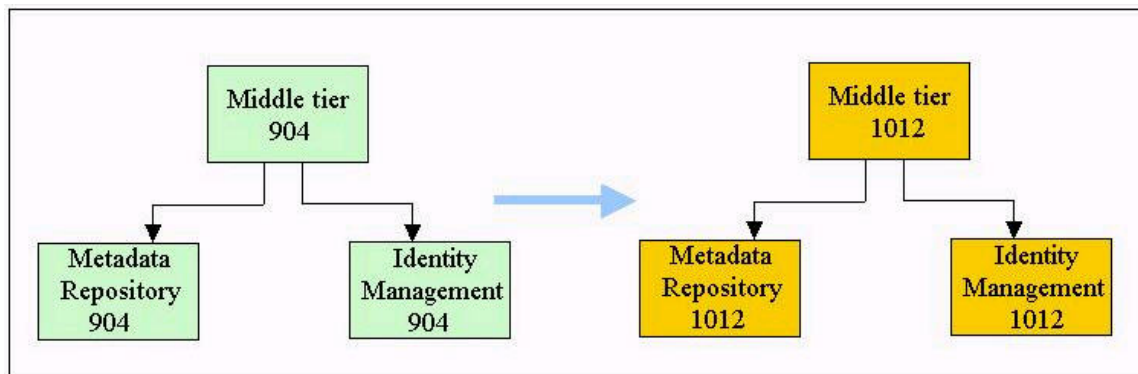 Middle tier
904
Metadata
Repository
904
Identity
Management
904
Middle tier
1012
Metadata
Repository
1012
Identity
Management
1012